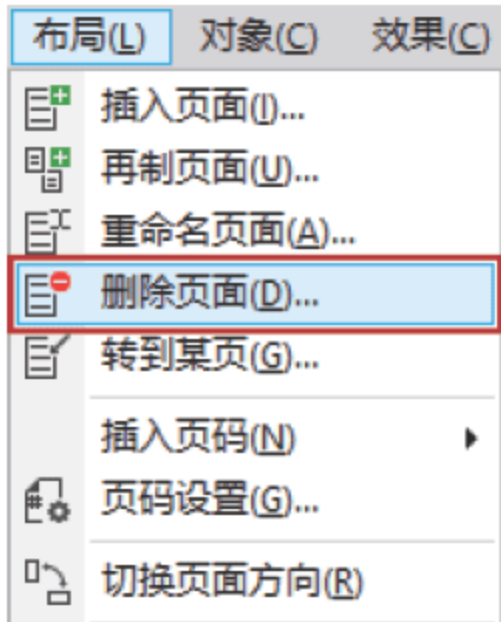 布局(L) 对象(C) 效果(C)
插入页面(I)...
再制页面(U)...
重命名页面(A)...
删除页面(D)...
转到某页(G)...
插入页码(N)
页码设置(G)...
切换页面方向(R)